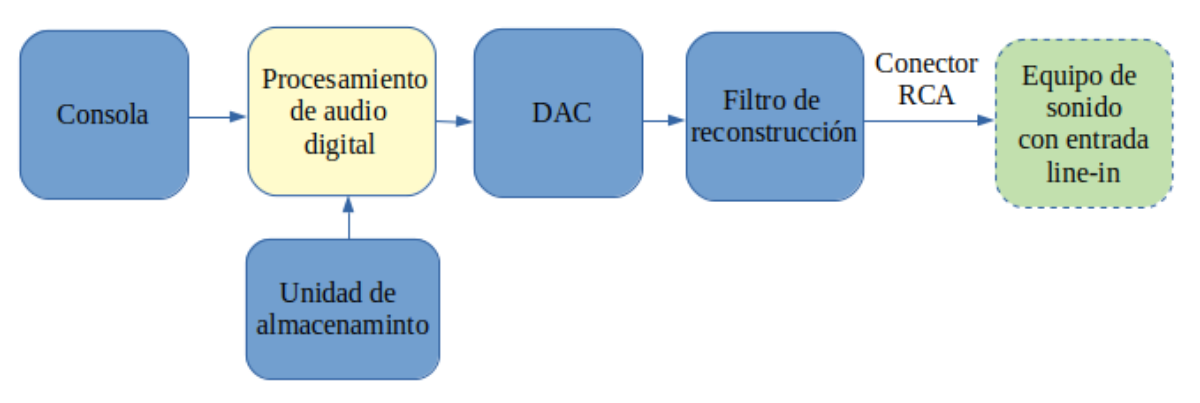 Consola
Procesamiento
de audio
digital
DAC
Filtro de
reconstrucción
Conector
RCA
Equipo de
sonido
con entrada
line-in
Unidad de
almacenaminto